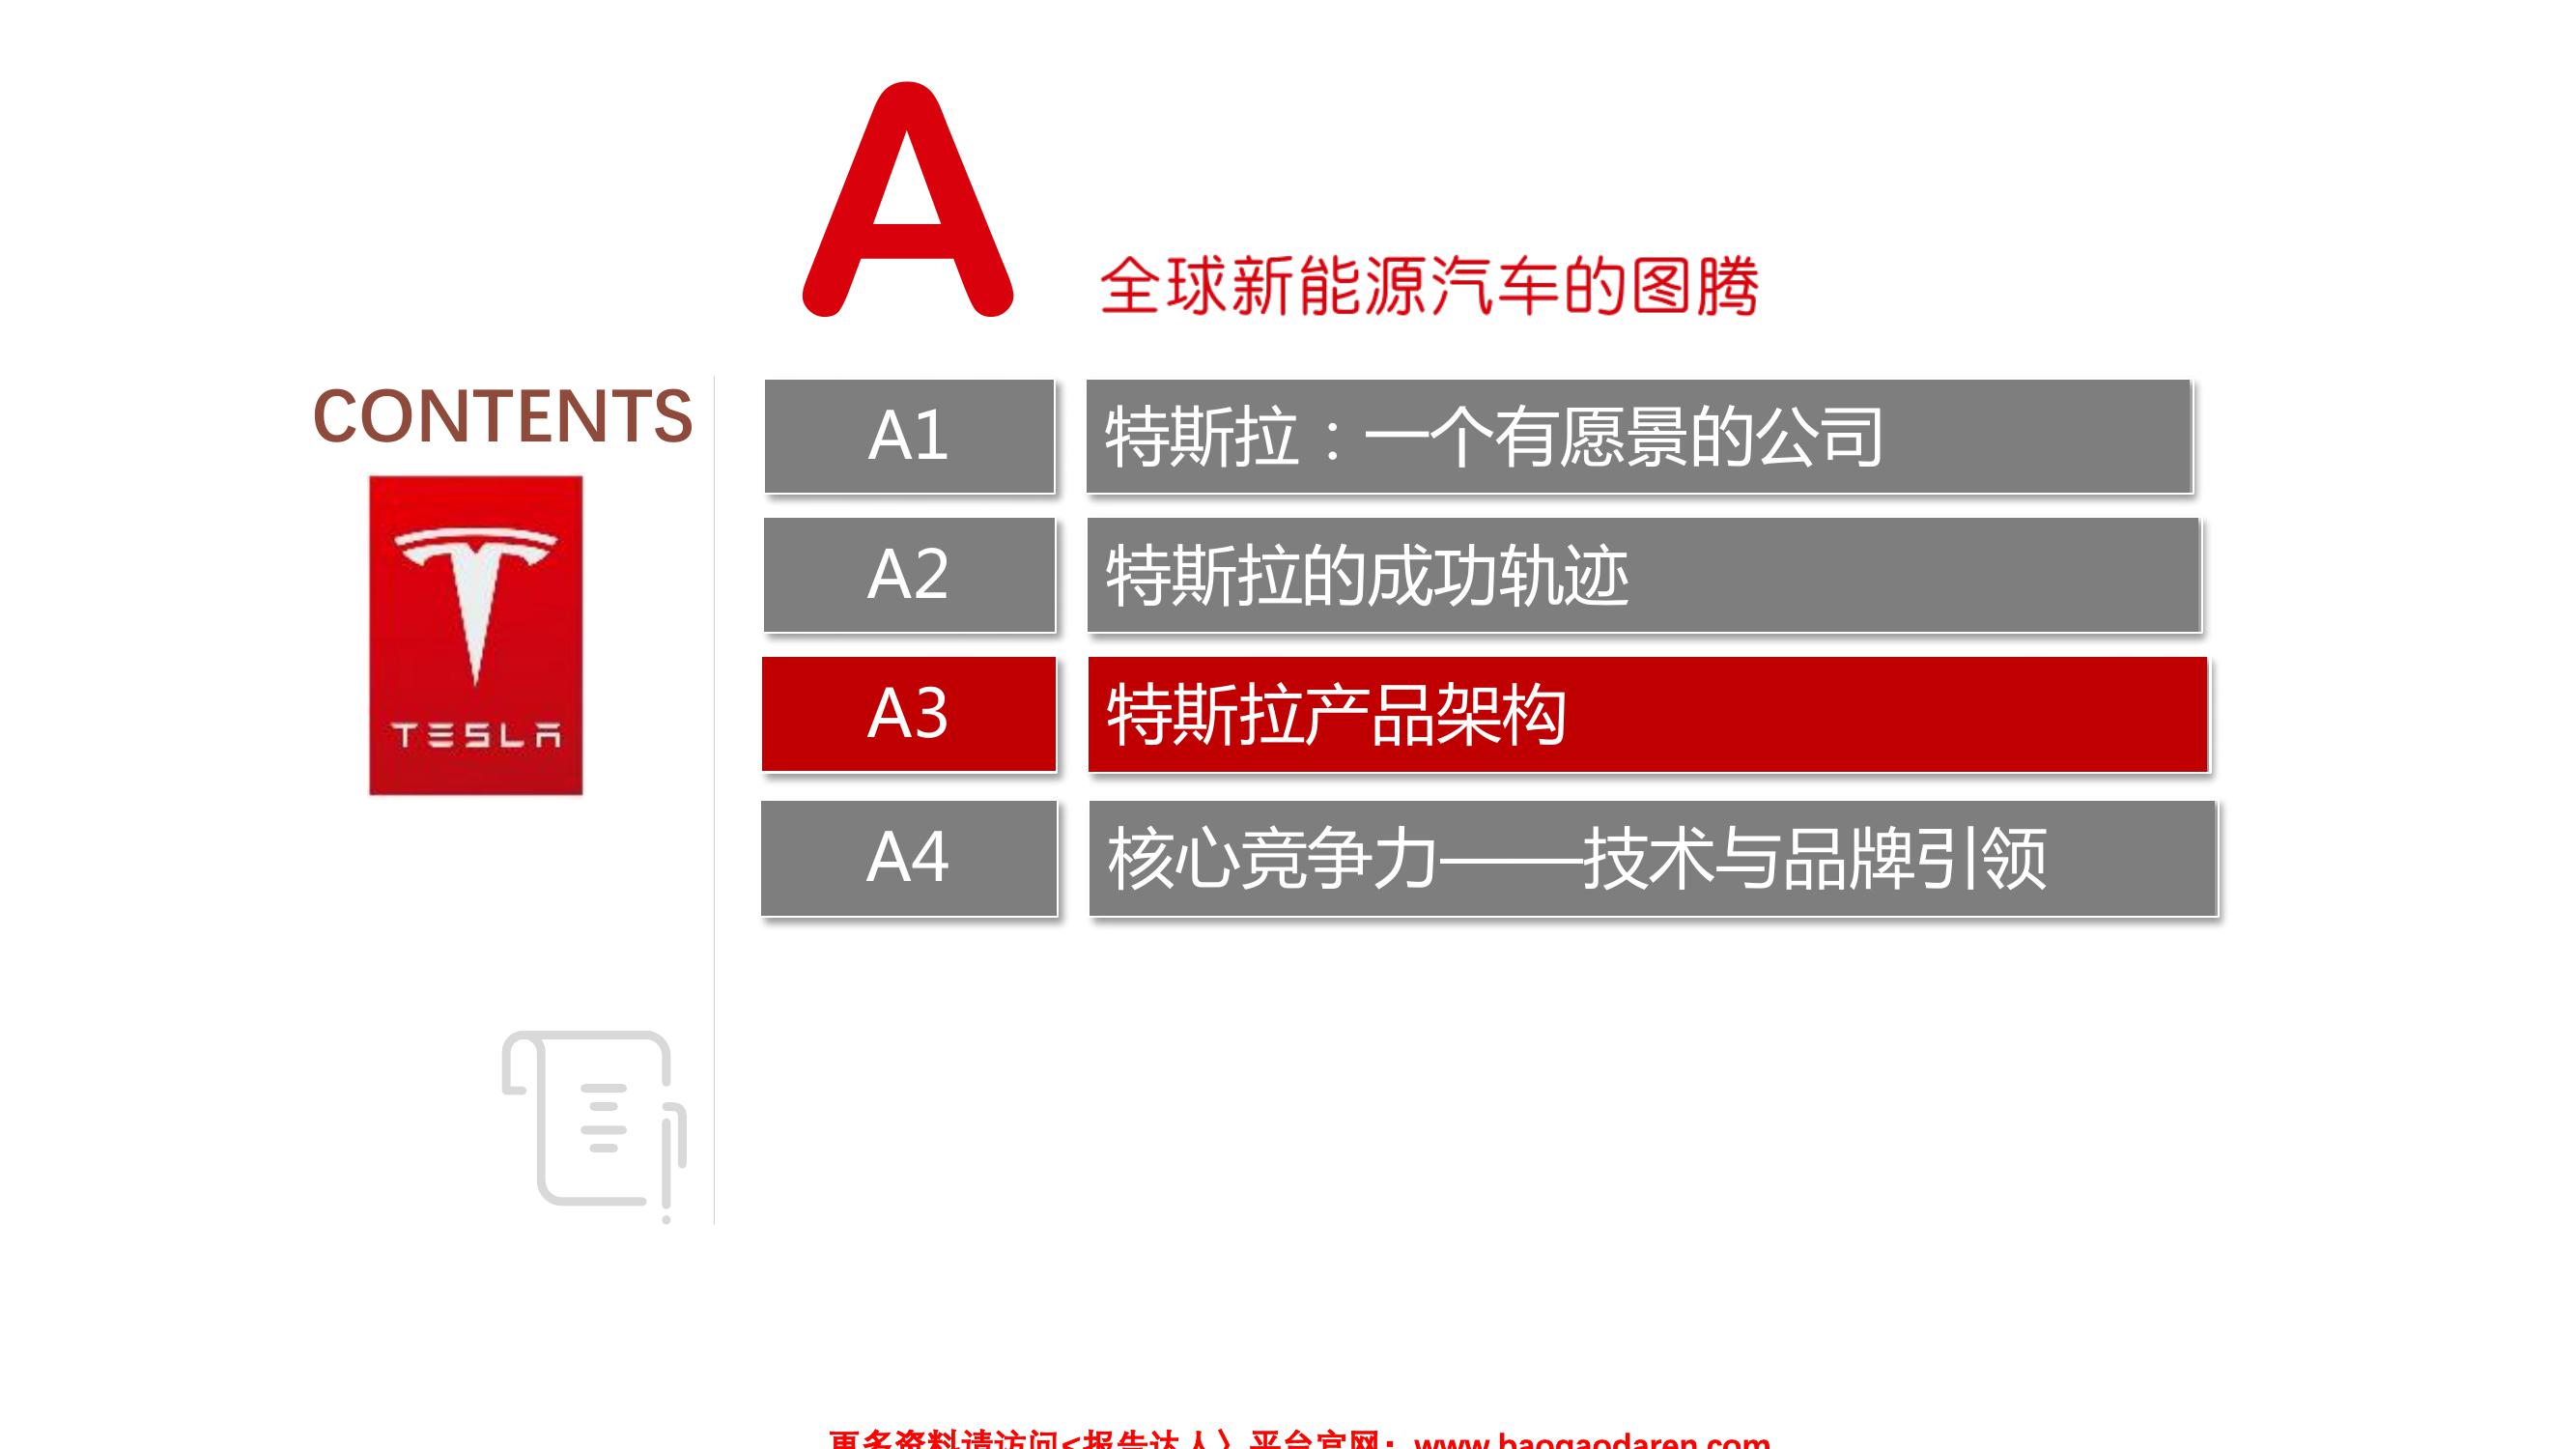 A
全球新能源汽车的图腾
CONTENTS
TESLA
A1 特斯拉：一个有愿景的公司
A2 特斯拉的成功轨迹
A3 特斯拉产品架构
A4 核心竞争力——技术与品牌引领
更多资料请访问<报告达人〉平台官网：www.baogaodaren.com